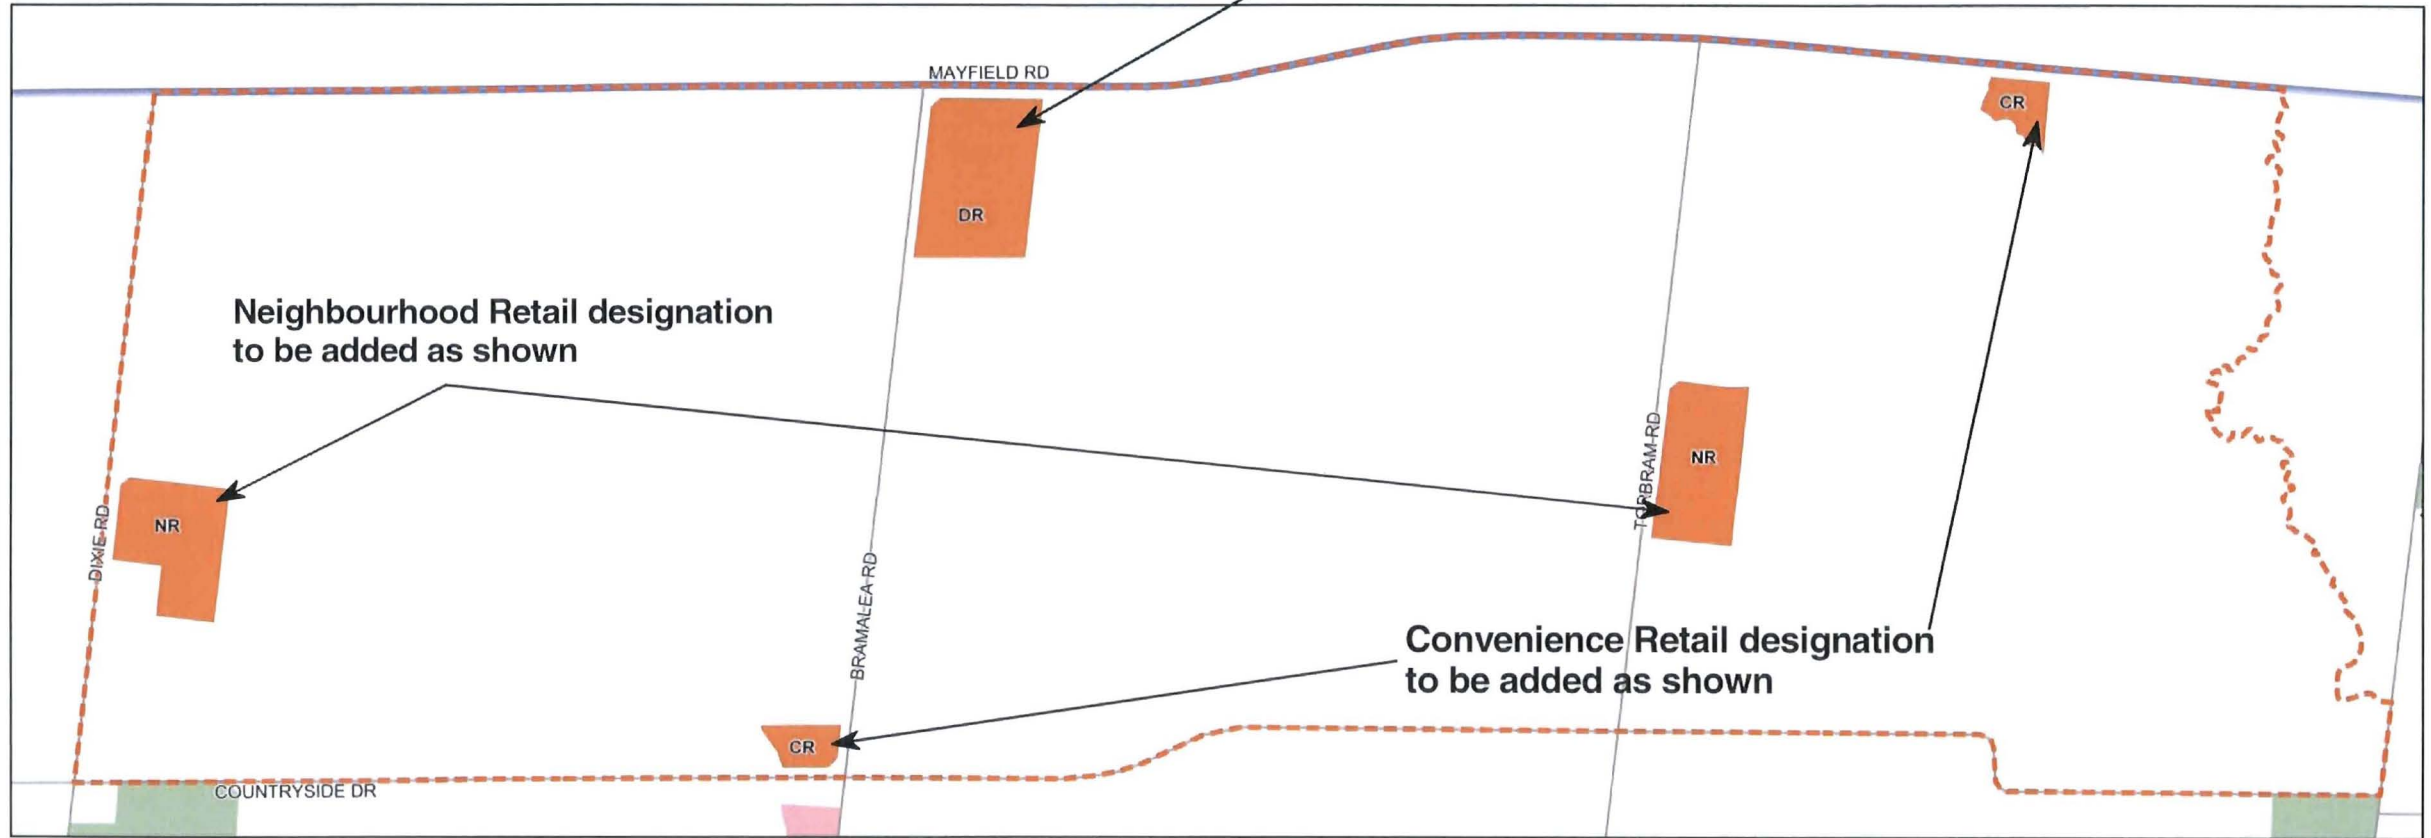 MAYFIELD RD
CR
DR
Neighbourhood Retail designation
to be added as shown
TORBRAM RD
NR
NR
DIXIE RD
BRAMALEA RD
Convenience Retail designation
to be added as shown
CR
COUNTRYSIDE DR